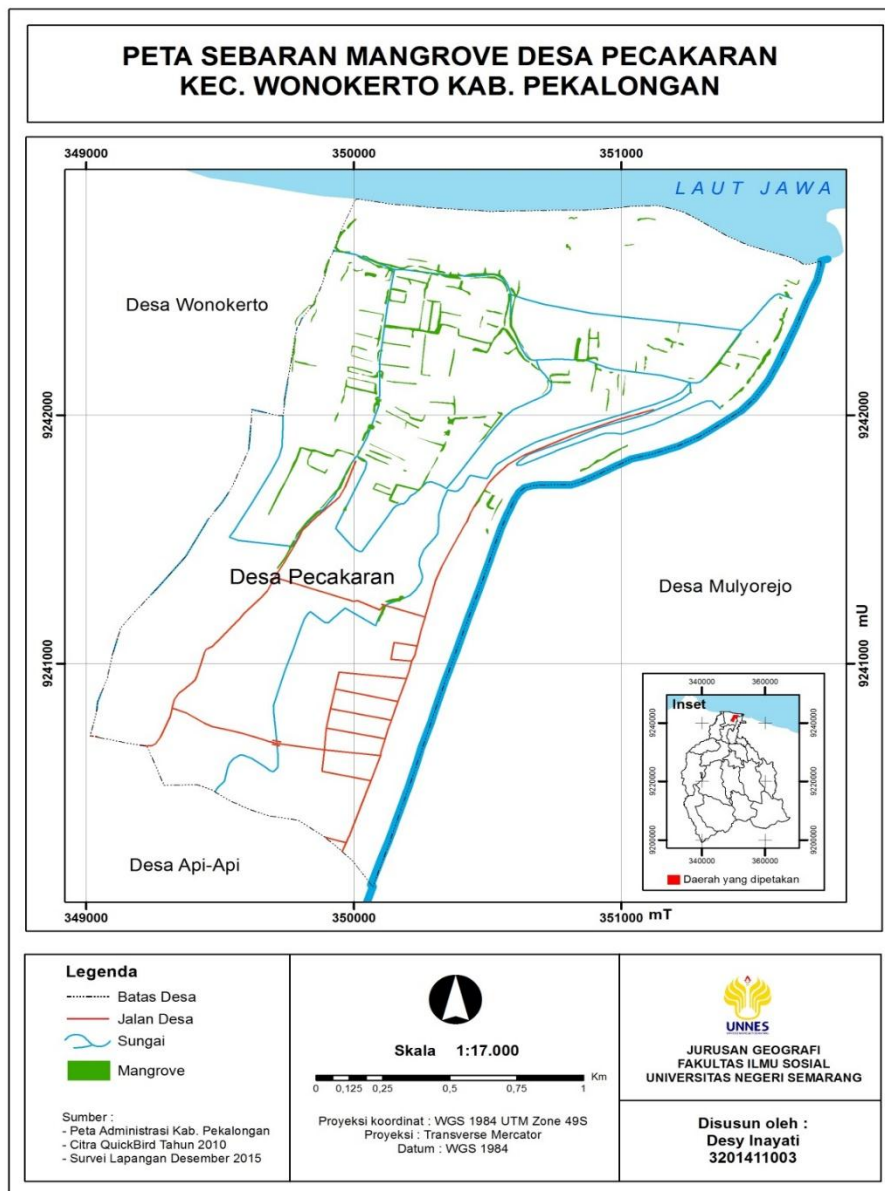 PETA SEBARAN MANGROVE DESA PECAKARAN
KEC. WONOKERTO KAB. PEKALONGAN
349000
350000
351000
LAUT JAWA
Desa Wonokerto
9242000
9242000
Desa Pecakaran
Desa Mulyorejo
mU
9241000
9241000
Inset
340000
360000
9240000
9240000
9220000
9220000
9200000
9200000
340000
360000
Daerah yang dipetakan
Desa Api-Api
349000
350000
351000
mT
Legenda
Batas Desa
Jalan Desa
Sungai
Mangrove
Sumber :
- Peta Administrasi Kab. Pekalongan
- Citra QuickBird Tahun 2010
- Survei Lapangan Desember 2015
Skala 1:17.000
Km
0 0,125 0,25 0,5 0,75 1
Proyeksi koordinat : WGS 1984 UTM Zone 49S
Proyeksi : Transverse Mercator
Datum : WGS 1984
UNNES
JURUSAN GEOGRAFI
FAKULTAS ILMU SOSIAL
UNIVERSITAS NEGERI SEMARANG
Disusun oleh :
Desy Inayati
3201411003